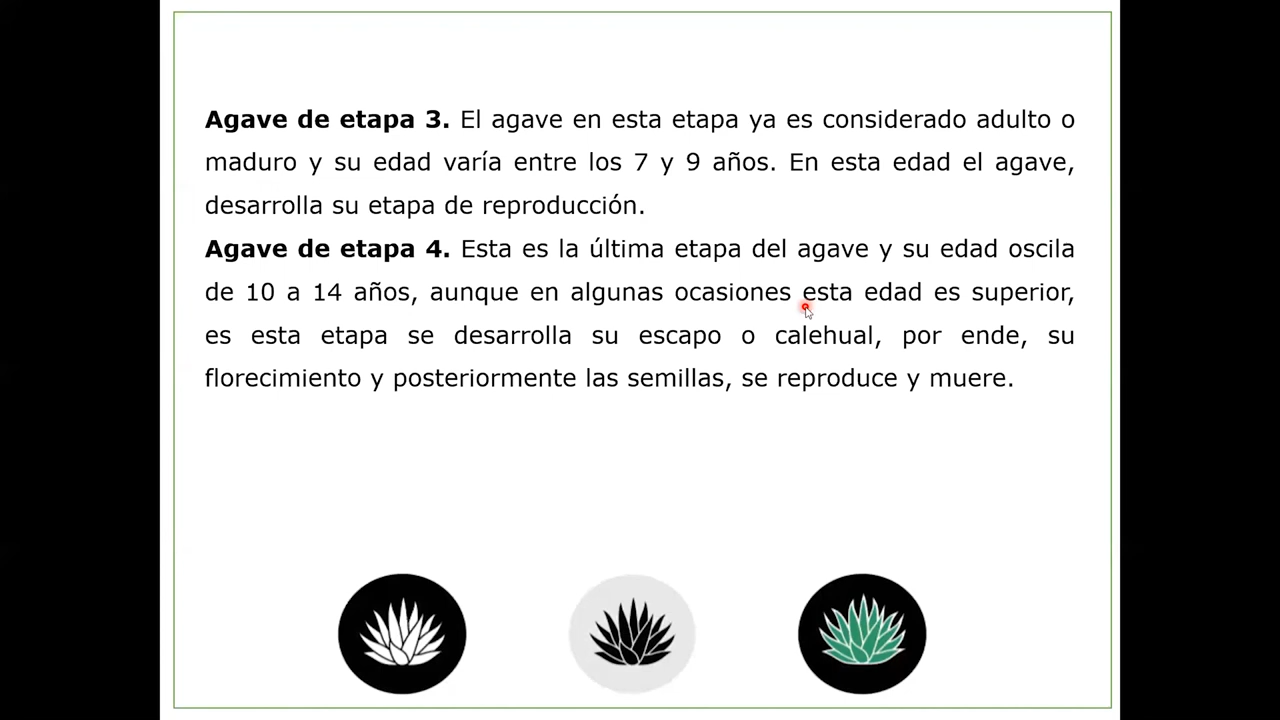 Agave de etapa 3. El agave en esta etapa ya es considerado adulto o
maduro y su edad varía entre los 7 y 9 años. En esta edad el agave,
desarrolla su etapa de reproducción.
Agave de etapa 4. Esta es la última etapa del agave y su edad oscila
de 10 a 14 años, aunque en algunas ocasiones esta edad es superior,
es esta etapa se desarrolla su escapo o calehual, por ende, su
florecimiento y posteriormente las semillas, se reproduce y muere.